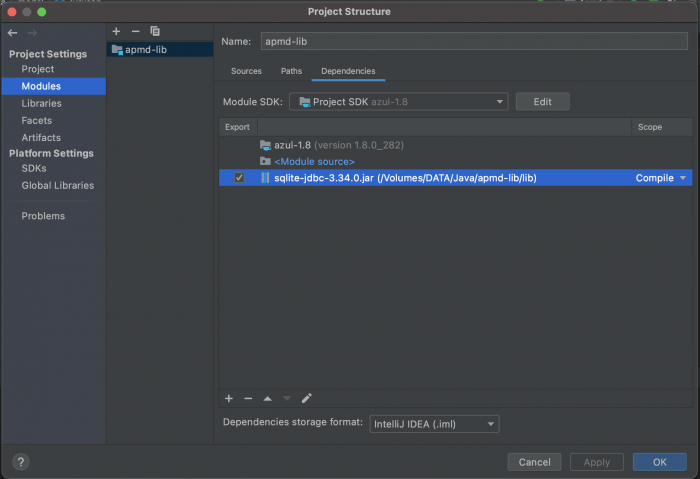 Project Structure
Project Settings
Project
Modules
Libraries
Facets
Artifacts
Platform Settings
SDKs
Global Libraries
Problems
apmd-lib
Name: apmd-lib
Sources Paths Dependencies
Module SDK: Project SDK azul-1.8 Edit
Export Scope
azul-1.8 (version 1.8.0_282)
<Module source>
sqlite-jdbc-3.34.0.jar (/Volumes/DATA/Java/apmd-lib/lib) Compile
Dependencies storage format: IntelliJ IDEA (.iml)
? Cancel Apply OK